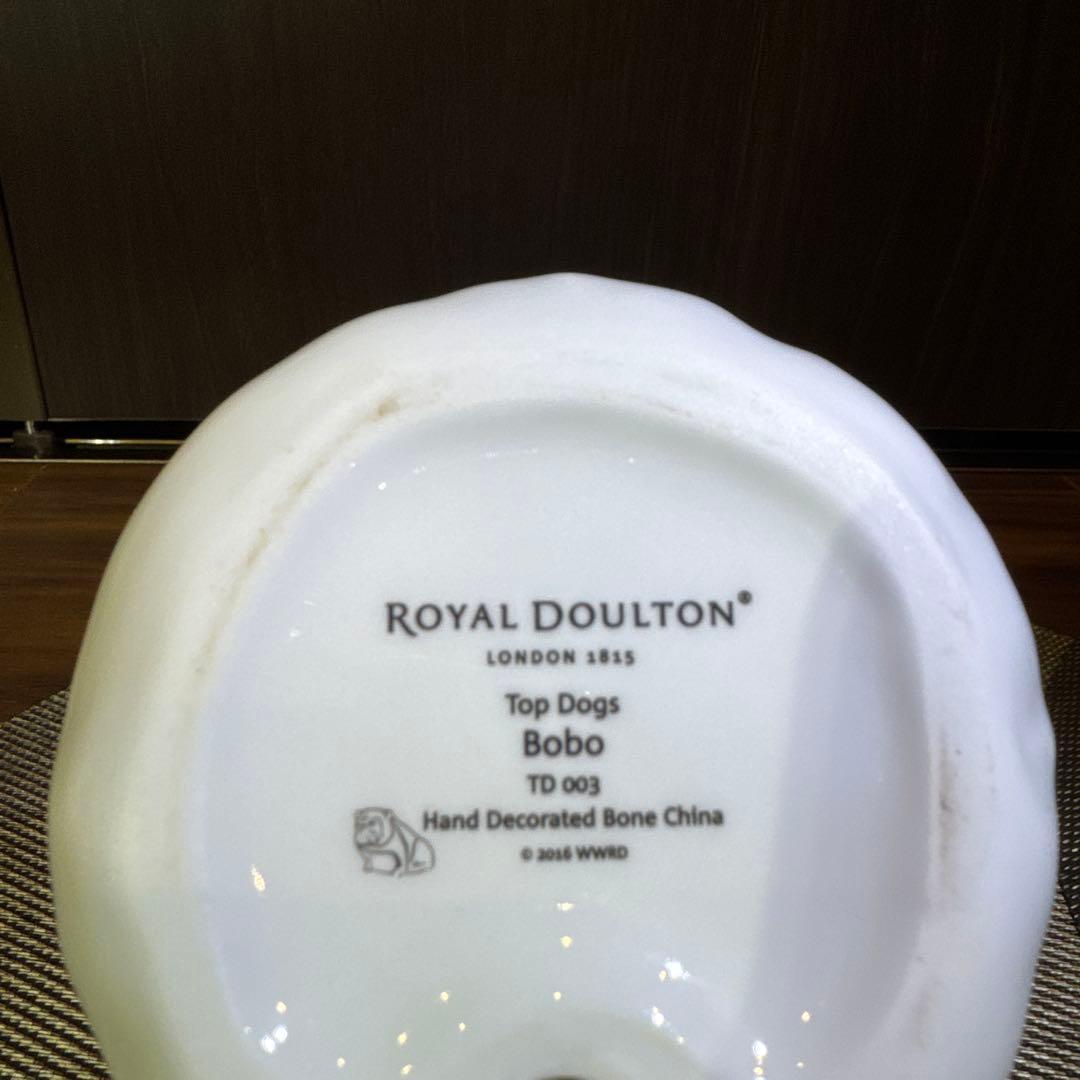 ROYAL DOULTON®
LONDON 1815
Top Dogs
Bobo
TD 003
Hand Decorated Bone China
© 2016 WWRD